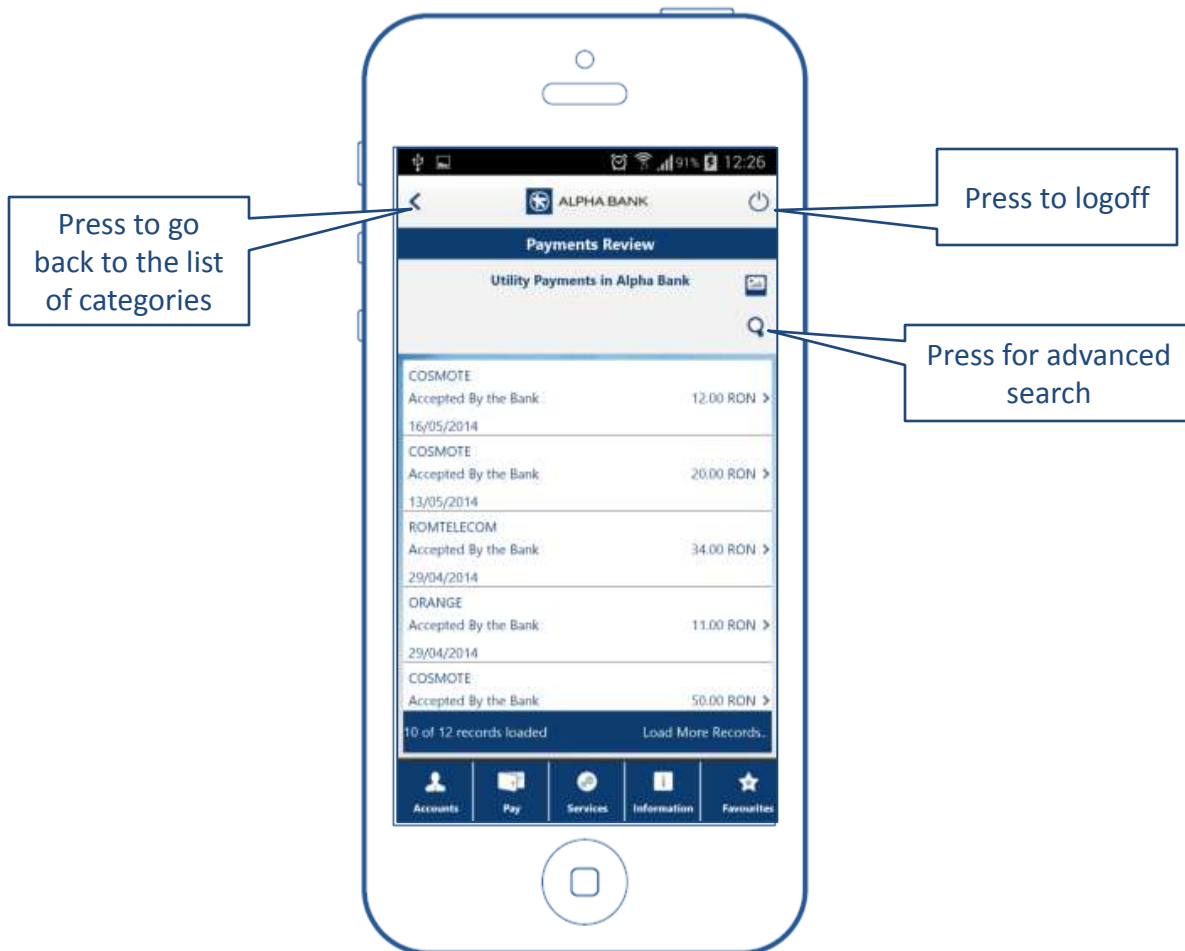 91% 12:26
ALPHA BANK
Press to logoff
Press to go
back to the list
of categories
Payments Review
Utility Payments in Alpha Bank
Press for advanced
search
COSMOTE
Accepted By the Bank 12.00 RON >
16/05/2014
COSMOTE
Accepted By the Bank 20.00 RON >
13/05/2014
ROMTELECOM
Accepted By the Bank 34.00 RON >
29/04/2014
ORANGE
Accepted By the Bank 11.00 RON >
29/04/2014
COSMOTE
Accepted By the Bank 50.00 RON >
10 of 12 records loaded Load More Records..
Accounts Pay Services Information Favourites